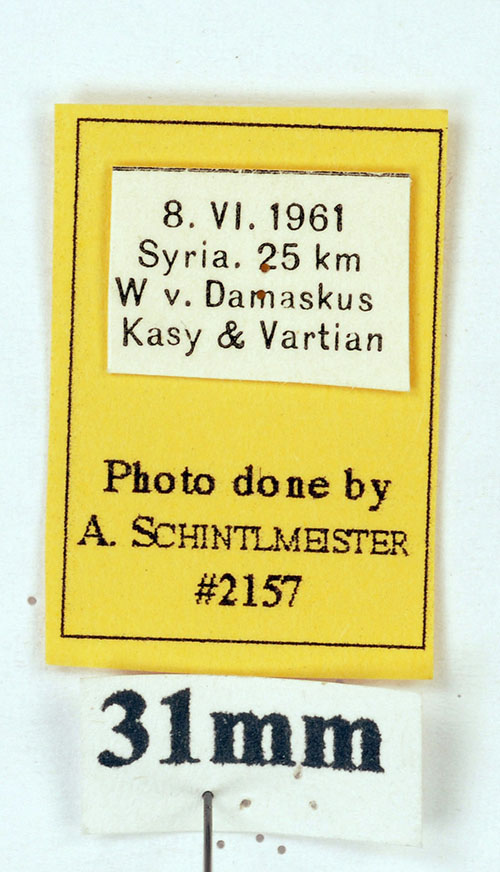 8. VI. 1961
Syria. 25 km
W v. Damaskus
Kasy & Vartian
Photo done by
A. SCHINTLMEISTER
#2157
31mm